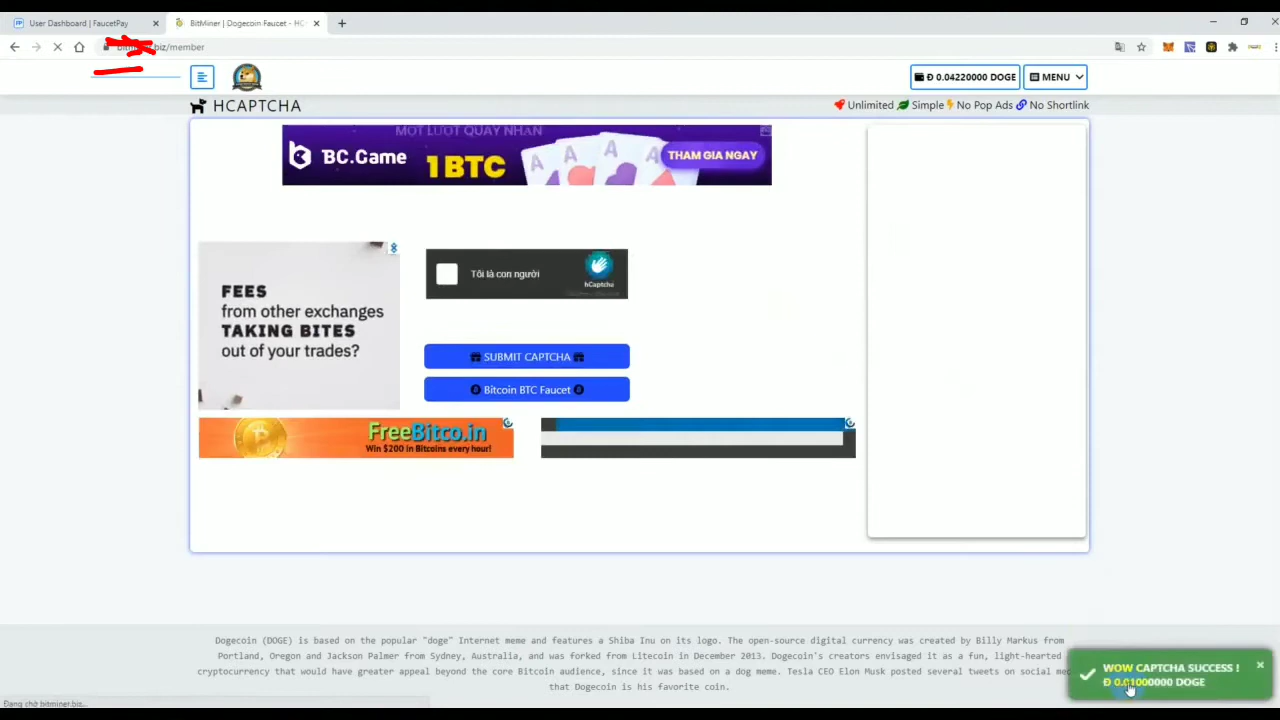 User Dashboard | FaucetPay
BitMiner | Dogecoin Faucet - HC
biz/member
Đ 0.04220000 DOGE
MENU
HCAPTCHA
Unlimited Simple No Pop Ads No Shortlink
MỘT LƯỢT QUAY NHẬN
BC.Game
1 BTC
THAM GIA NGAY
FEES
from other exchanges
TAKING BITES
out of your trades?
Tôi là con người
hCaptcha
SUBMIT CAPTCHA
Bitcoin BTC Faucet
FreeBitco.in
Win $200 in Bitcoins every hour!
Dogecoin (DOGE) is based on the popular "doge" Internet meme and features a Shiba Inu on its logo. The open-source digital currency was created by Billy Markus from
Portland, Oregon and Jackson Palmer from Sydney, Australia, and was forked from Litecoin in December 2013. Dogecoin's creators envisaged it as a fun, light-hearted
cryptocurrency that would have greater appeal beyond the core Bitcoin audience, since it was based on a dog meme. Tesla CEO Elon Musk posted several tweets on social
that Dogecoin is his favorite coin.
WOW CAPTCHA SUCCESS !
Đ 0.01000000 DOGE
Đang chờ bitminer.biz...